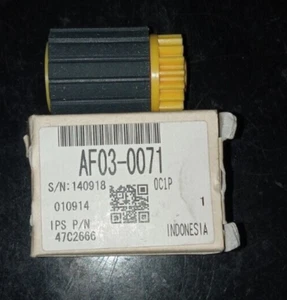 AF03-0071
S/N:140918 0C1P
010914 1
IPS P/N
47C2666 INDONESIA